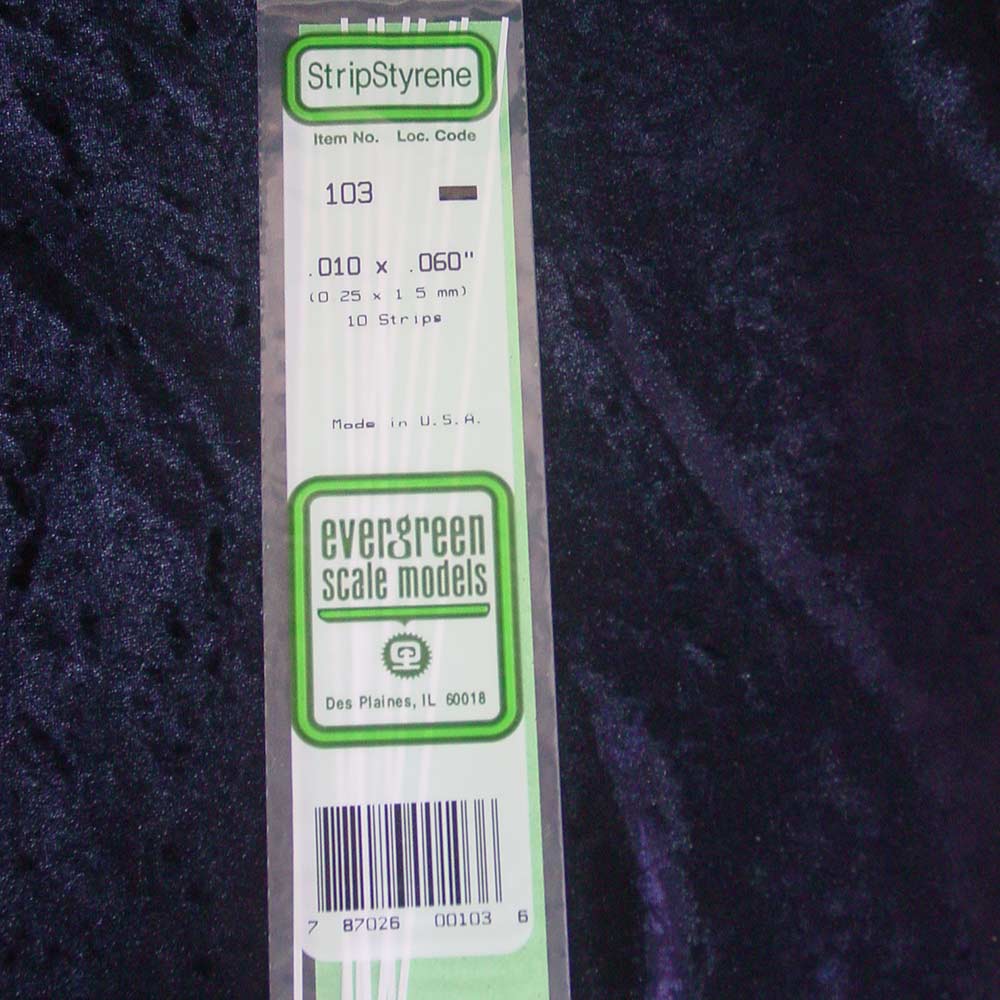 StripStyrene
Item No. Loc. Code
103
.010 x .060"
(0 25 x 1 5 mm)
10 Strips
Made in U.S.A.
evergreen
scale models
Des Plaines, IL 60018
7 87026 00103 6